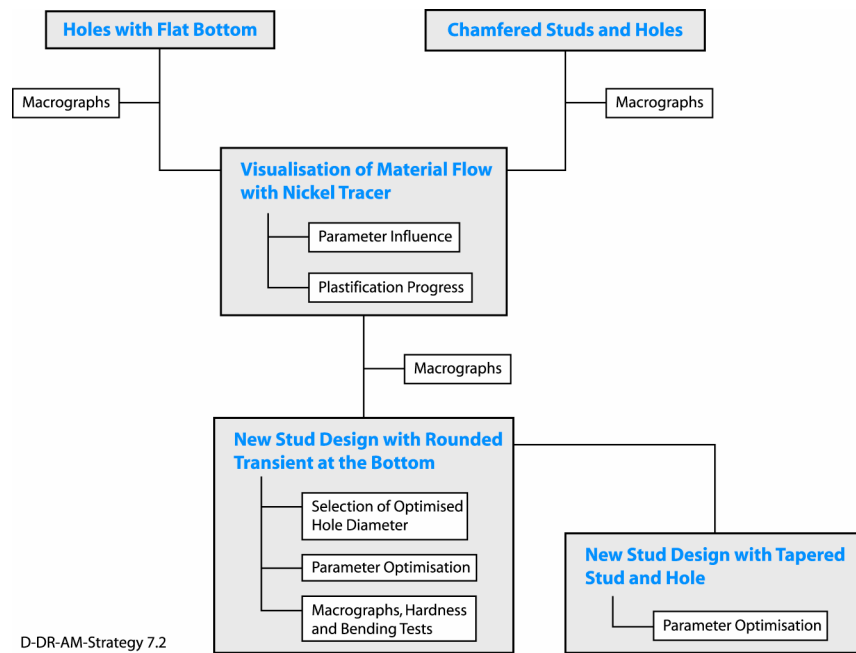 Holes with Flat Bottom
Chamfered Studs and Holes
Macrographs
Macrographs
Visualisation of Material Flow
with Nickel Tracer
Parameter Influence
Plastification Progress
Macrographs
New Stud Design with Rounded
Transient at the Bottom
Selection of Optimised
Hole Diameter
Parameter Optimisation
Macrographs, Hardness
and Bending Tests
New Stud Design with Tapered
Stud and Hole
Parameter Optimisation
D-DR-AM-Strategy 7.2